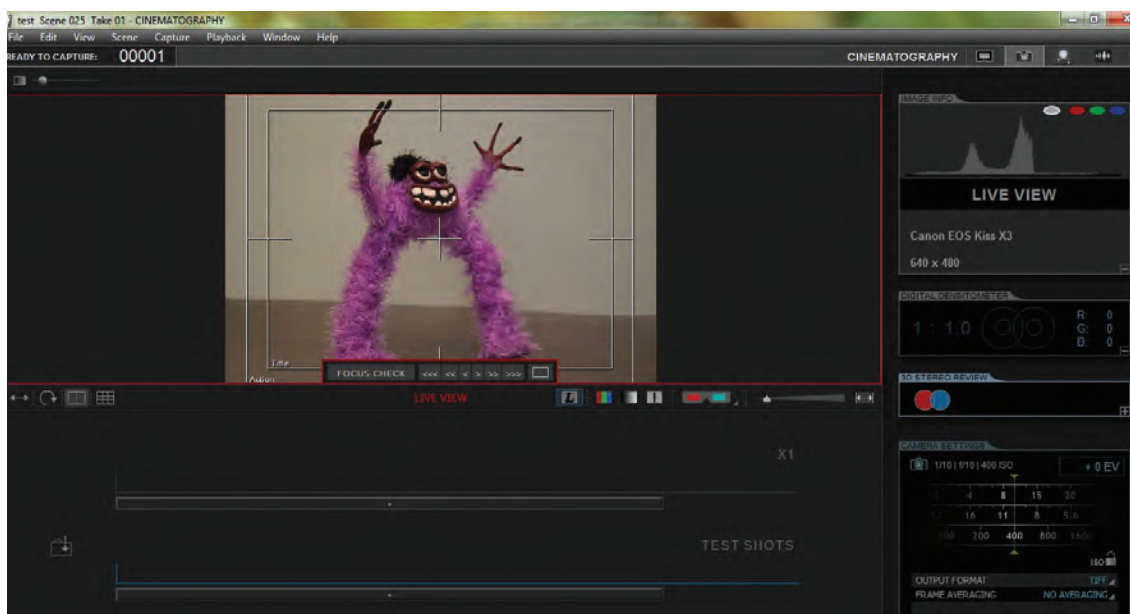 test Scene 025 Take 01 - CINEMATOGRAPHY
File Edit View Scene Capture Playback Window Help
READY TO CAPTURE: 00001
CINEMATOGRAPHY
IMAGE INFO
LIVE VIEW
Canon EOS Kiss X3
640 x 480
DIGITAL DENSITOMETER
1 : 1.0
R: 0
G: 0
B: 0
Title
Action
FOCUS CHECK <<< << < > >> >>>
LIVE VIEW
L
3D STEREO REVIEW
X1
TEST SHOTS
CAMERA SETTINGS
1/10 | f/10 | 400 ISO + 0 EV
4 8 15 30
16 11 8 5.6
200 400 800 1600
ISO
OUTPUT FORMAT TIFF
FRAME AVERAGING NO AVERAGING